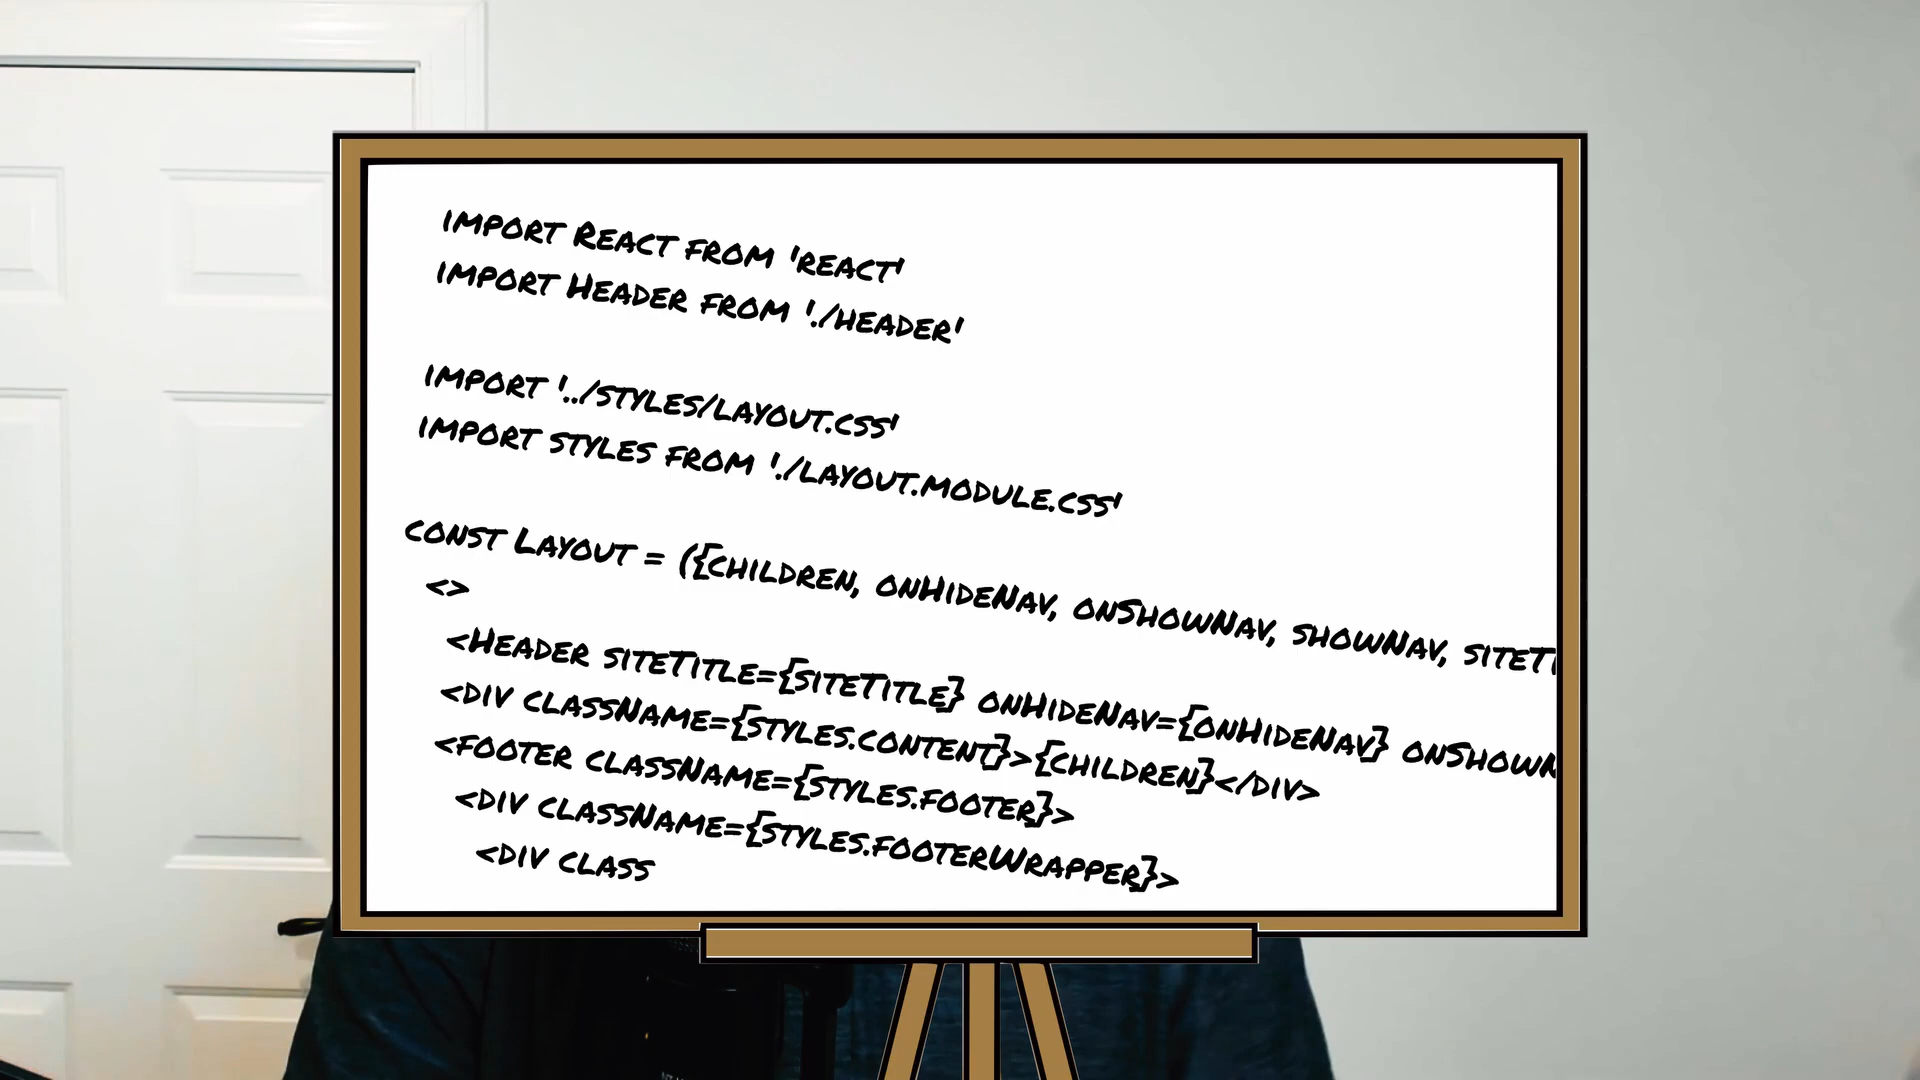 import React from 'react'
import Header from './header'
import '../styles/layout.css'
import styles from './layout.module.css'
const Layout = ({children, onHideNav, onShowNav, showNav, siteTi
<>
<Header siteTitle={siteTitle} onHideNav={onHideNav} onShowN
<div className={styles.content}>{children}</div>
<footer className={styles.footer}>
<div className={styles.footerWrapper}>
<div class